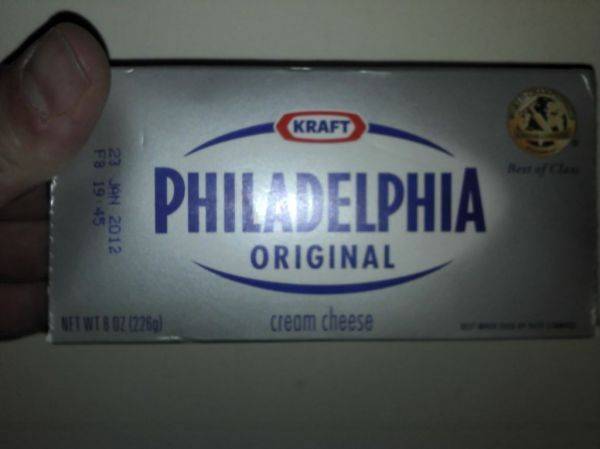 KRAFT
PHILADELPHIA
ORIGINAL
cream cheese
NET WT 8 OZ (226g)
23 JAN 2012
F8 19:45
Best of Class